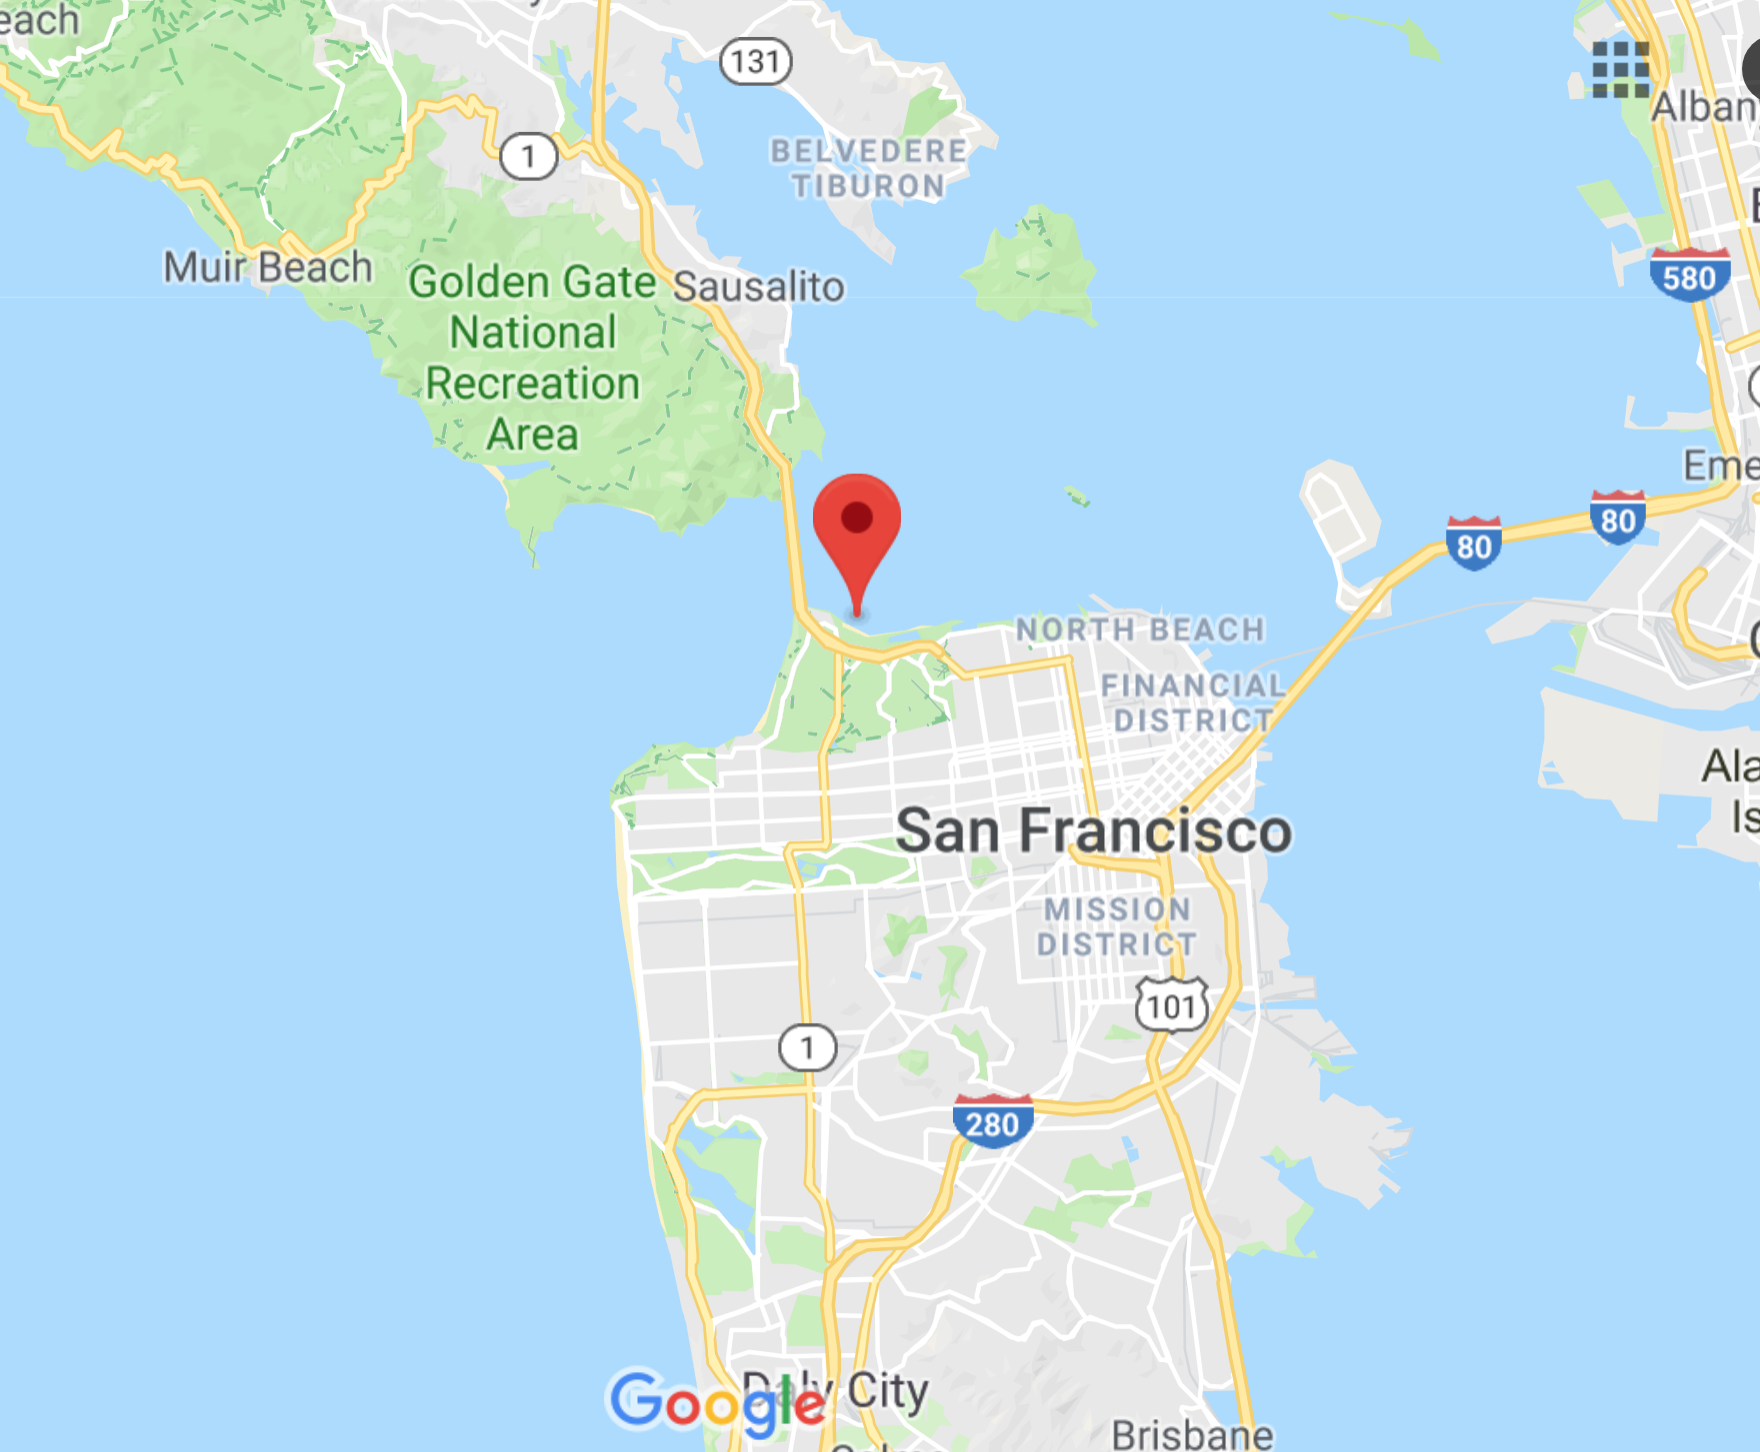 each
131
Alban
1
BELVEDERE
TIBURON
Muir Beach
Golden Gate
National
Recreation
Area
Sausalito
580
Eme
80
80
NORTH BEACH
FINANCIAL
DISTRICT
Ala
Is
San Francisco
MISSION
DISTRICT
101
1
280
Daly City
Google
Brisbane